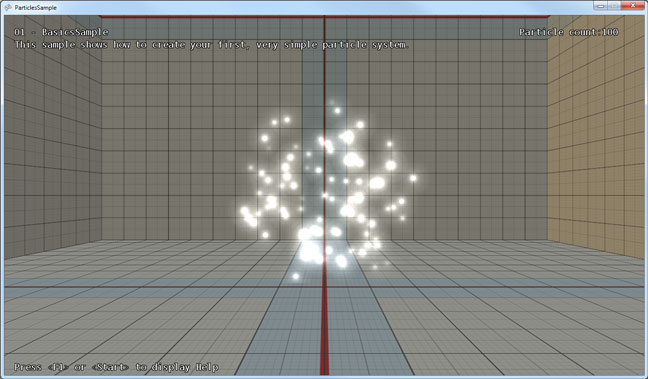 ParticlesSample
01 - BasicsSample
Particle count:100
This sample shows how to create your first, very simple particle system.
Press <F1> or <Start> to display Help